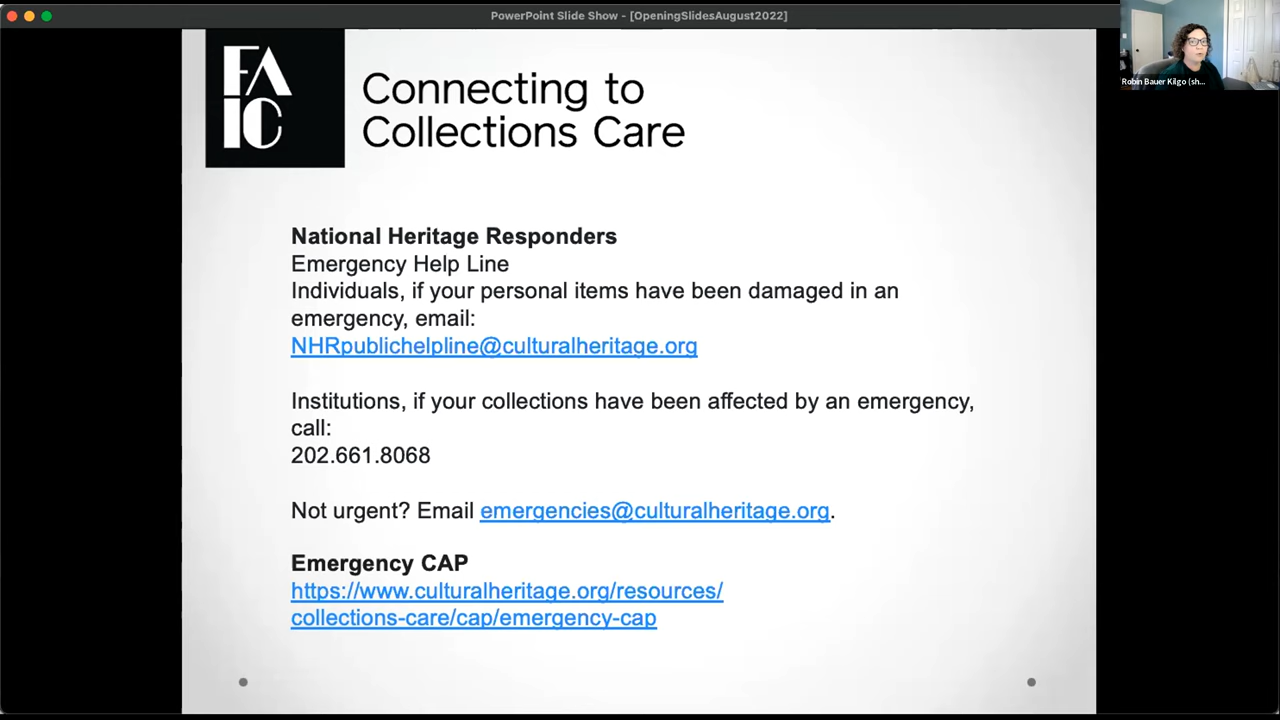 PowerPoint Slide Show - [OpeningSlidesAugust2022]
FA
IC
Connecting to
Collections Care
Robin Bauer Kilgo (sh...
National Heritage Responders
Emergency Help Line
Individuals, if your personal items have been damaged in an
emergency, email:
NHRpublichelpline@culturalheritage.org
Institutions, if your collections have been affected by an emergency,
call:
202.661.8068
Not urgent? Email emergencies@culturalheritage.org.
Emergency CAP
https://www.culturalheritage.org/resources/
collections-care/cap/emergency-cap